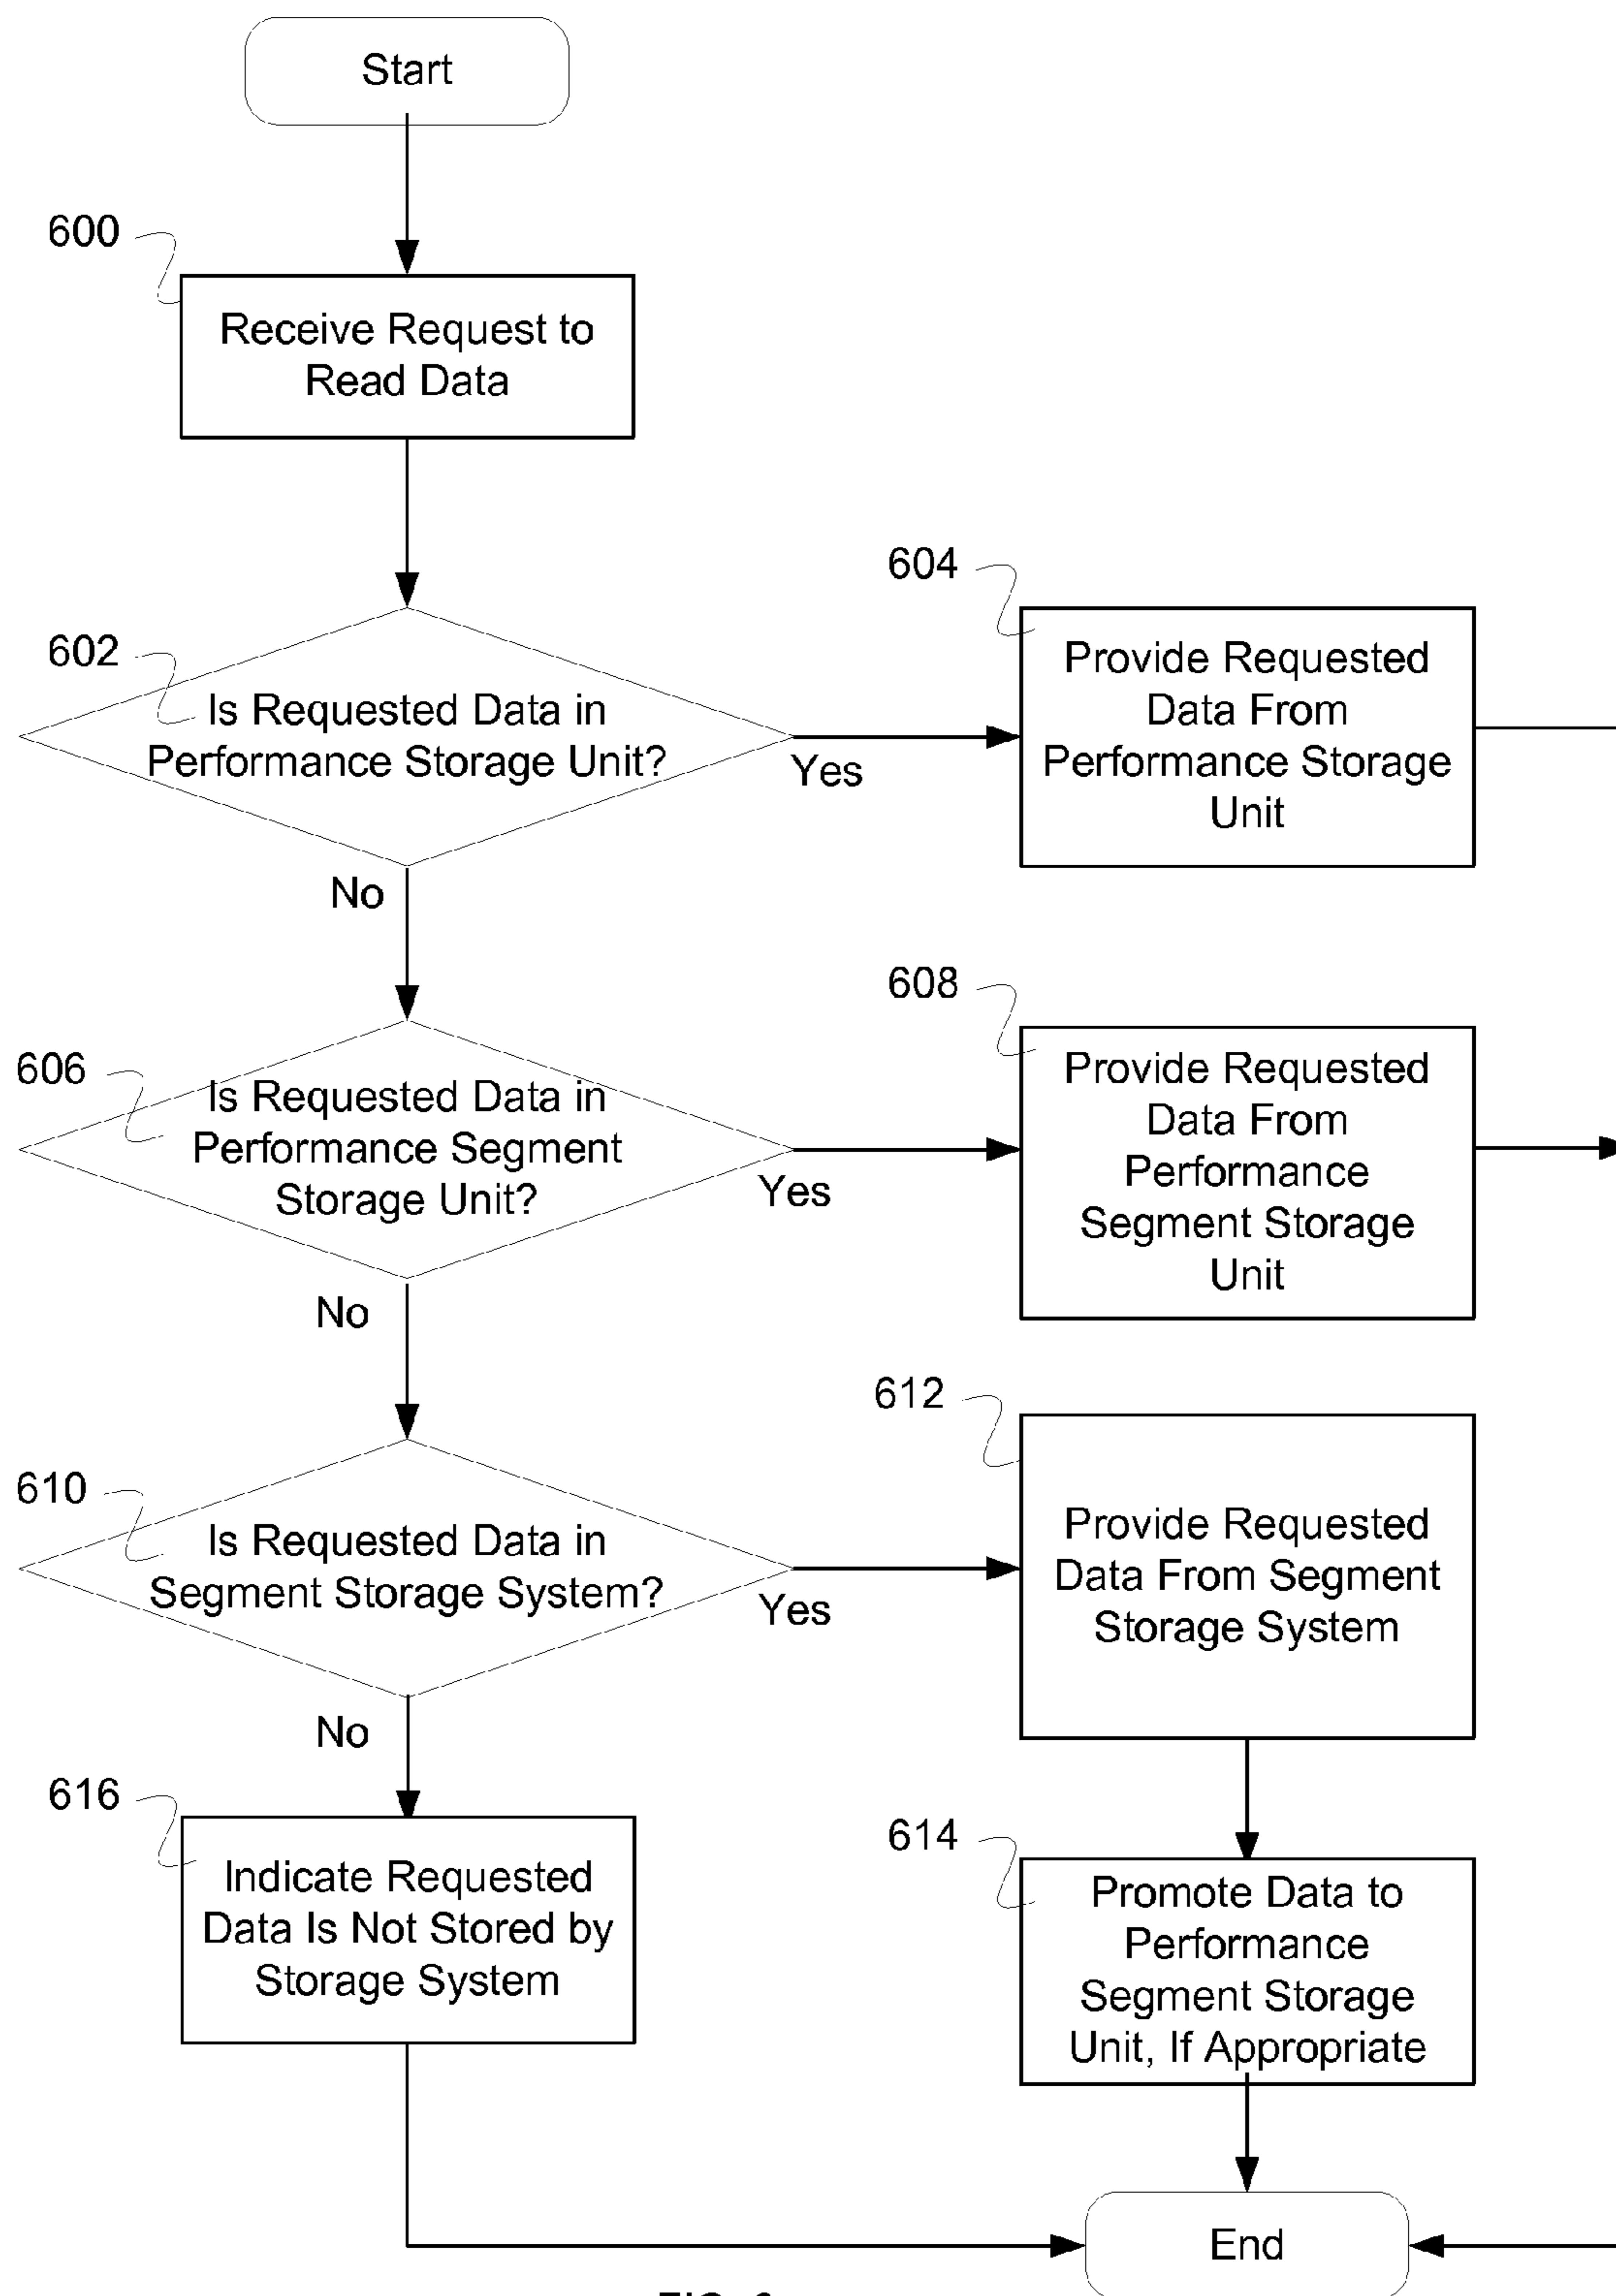 Start
600
Receive Request to
Read Data
602
Is Requested Data in
Performance Storage Unit?
Yes
No
604
Provide Requested
Data From
Performance Storage
Unit
606
Is Requested Data in
Performance Segment
Storage Unit?
Yes
No
608
Provide Requested
Data From
Performance
Segment Storage
Unit
610
Is Requested Data in
Segment Storage System?
Yes
No
612
Provide Requested
Data From Segment
Storage System
614
Promote Data to
Performance
Segment Storage
Unit, If Appropriate
616
Indicate Requested
Data Is Not Stored by
Storage System
End